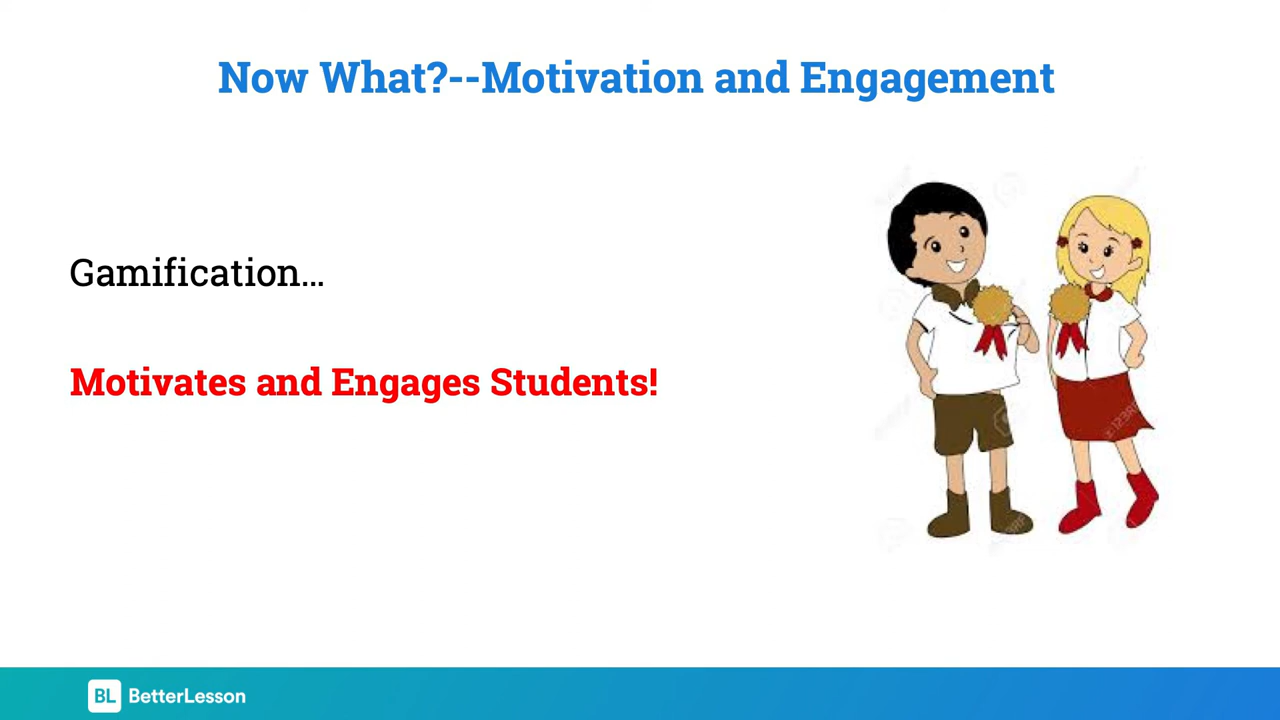 Now What?--Motivation and Engagement
Gamification...
Motivates and Engages Students!
BL BetterLesson